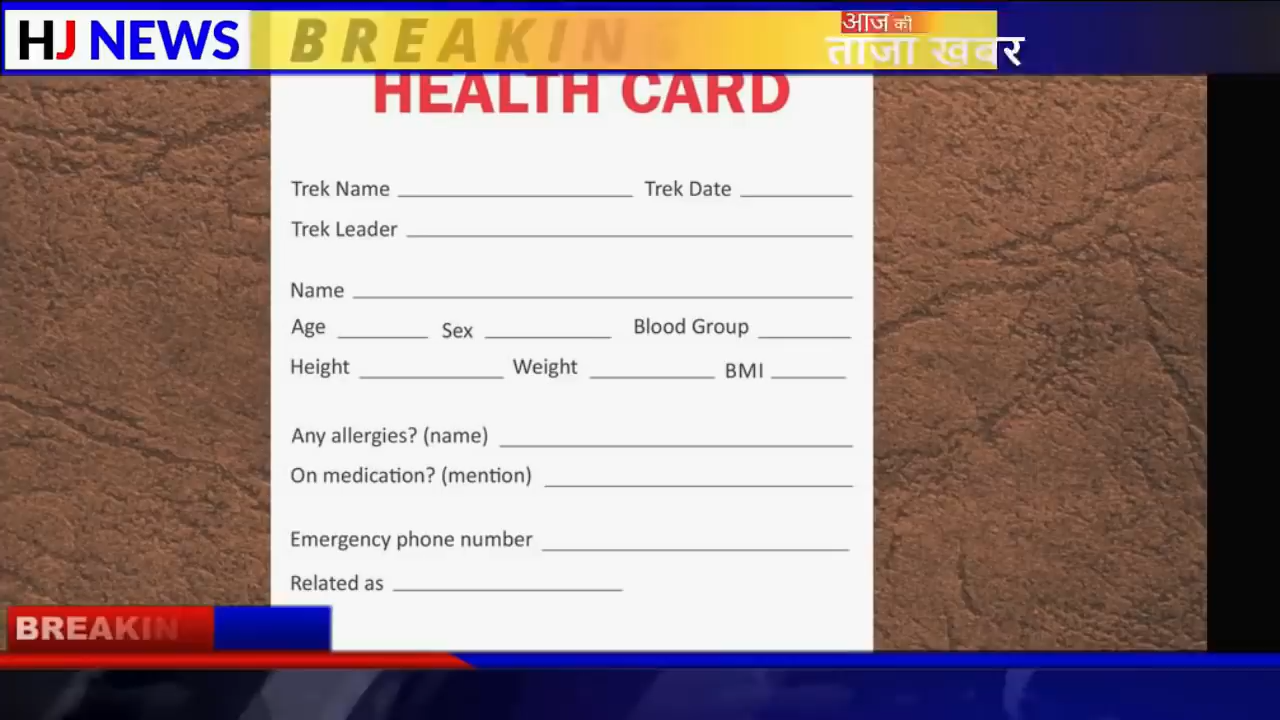 HJ NEWS
BREAKIN
आज की
ताजा खबर
HEALTH CARD
Trek Name Trek Date
Trek Leader
Name
Age Sex Blood Group
Height Weight BMI
Any allergies? (name)
On medication? (mention)
Emergency phone number
Related as
BREAKIN